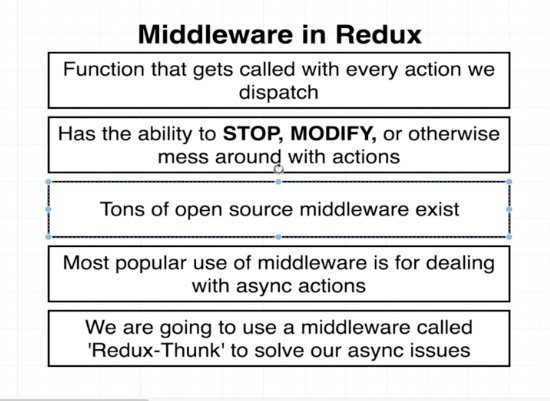 Middleware in Redux
Function that gets called with every action we
dispatch
Has the ability to STOP, MODIFY, or otherwise
mess around with actions
Tons of open source middleware exist
Most popular use of middleware is for dealing
with async actions
We are going to use a middleware called
'Redux-Thunk' to solve our async issues